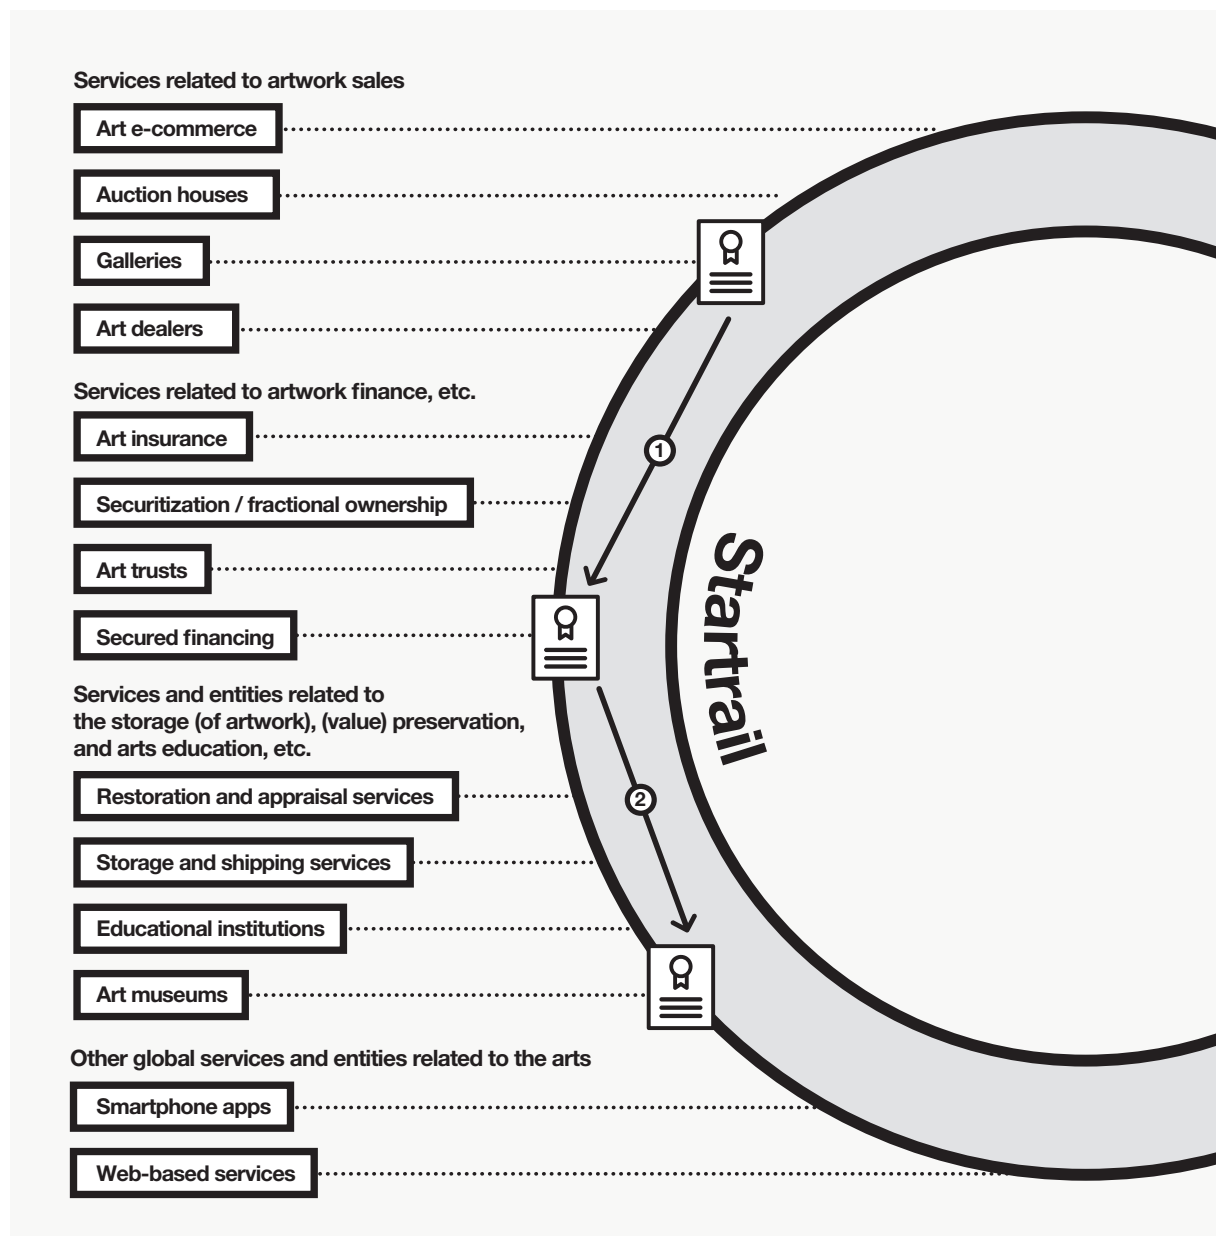 Services related to artwork sales
Art e-commerce
Auction houses
Galleries
Art dealers
Services related to artwork finance, etc.
Art insurance
1
Securitization / fractional ownership
Art trusts
Secured financing
Startrail
Services and entities related to
the storage (of artwork), (value) preservation,
and arts education, etc.
Restoration and appraisal services
2
Storage and shipping services
Educational institutions
Art museums
Other global services and entities related to the arts
Smartphone apps
Web-based services